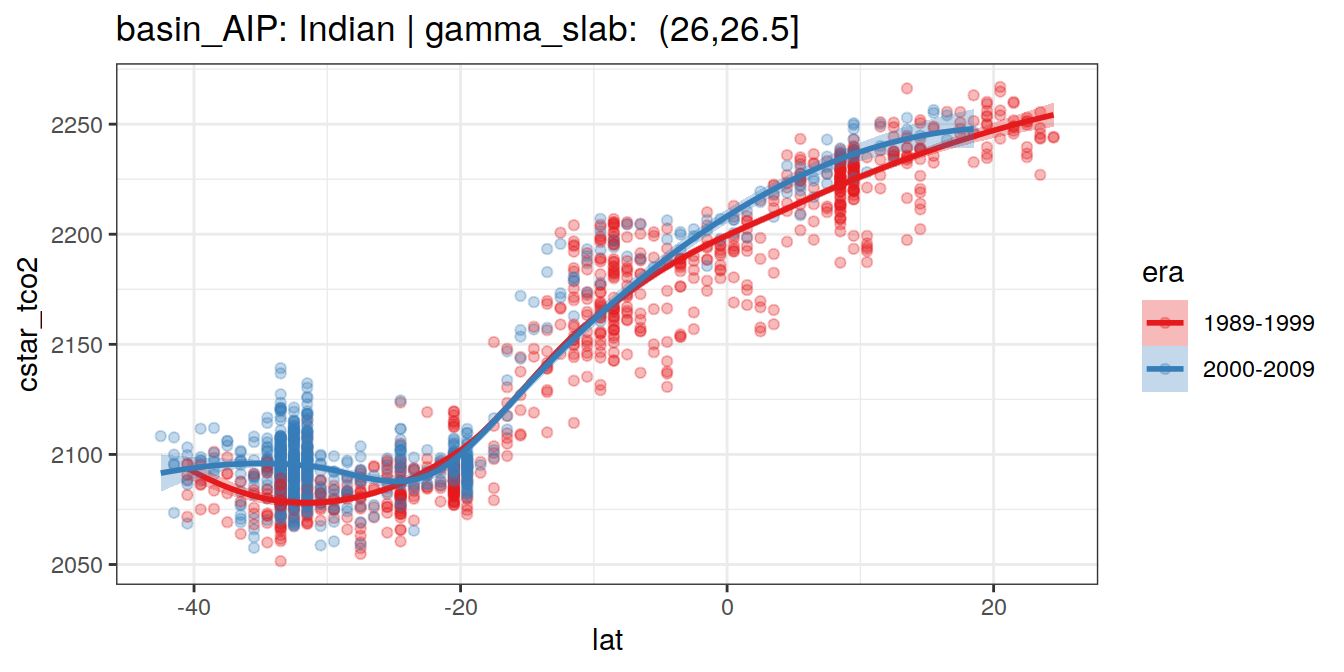 basin_AIP: Indian | gamma_slab:  (26,26.5]
cstar_tco2
2250
2200
2150
2100
2050
-40
-20
0
20
lat
era
1989-1999
2000-2009